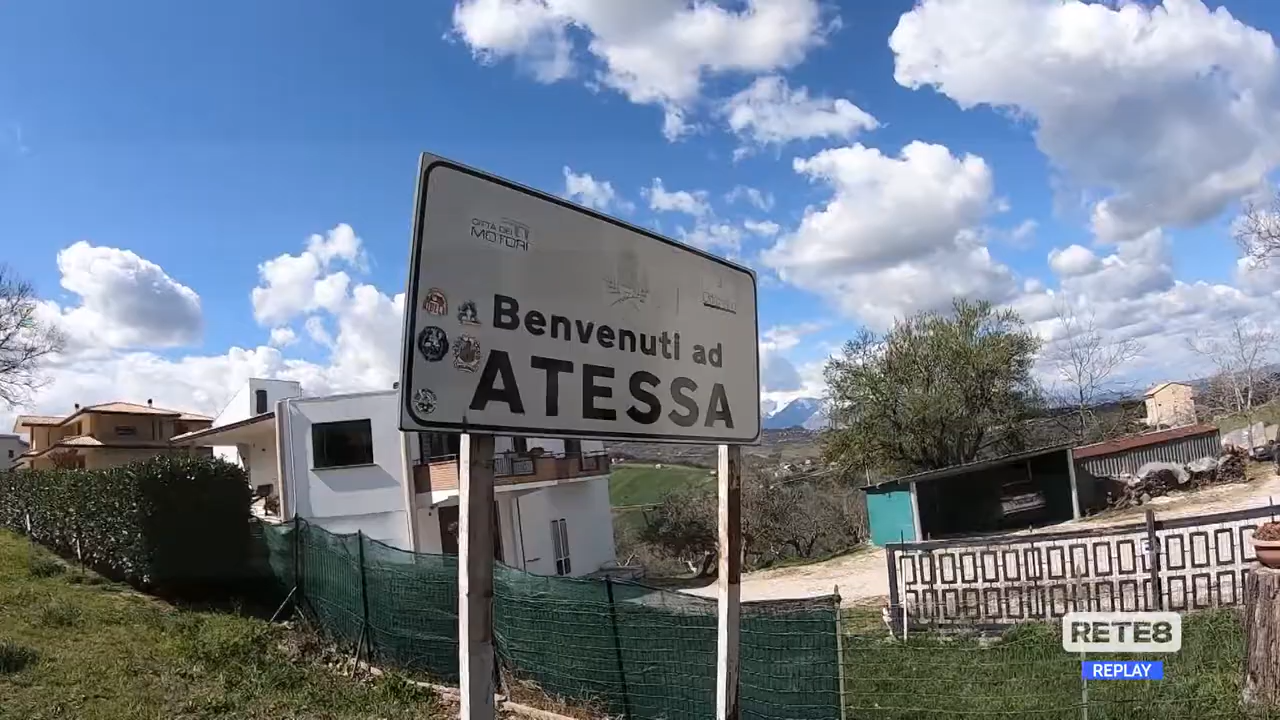 CITTÀ DEI
MOTORI
Benvenuti ad
ATESSA
RETE8
REPLAY